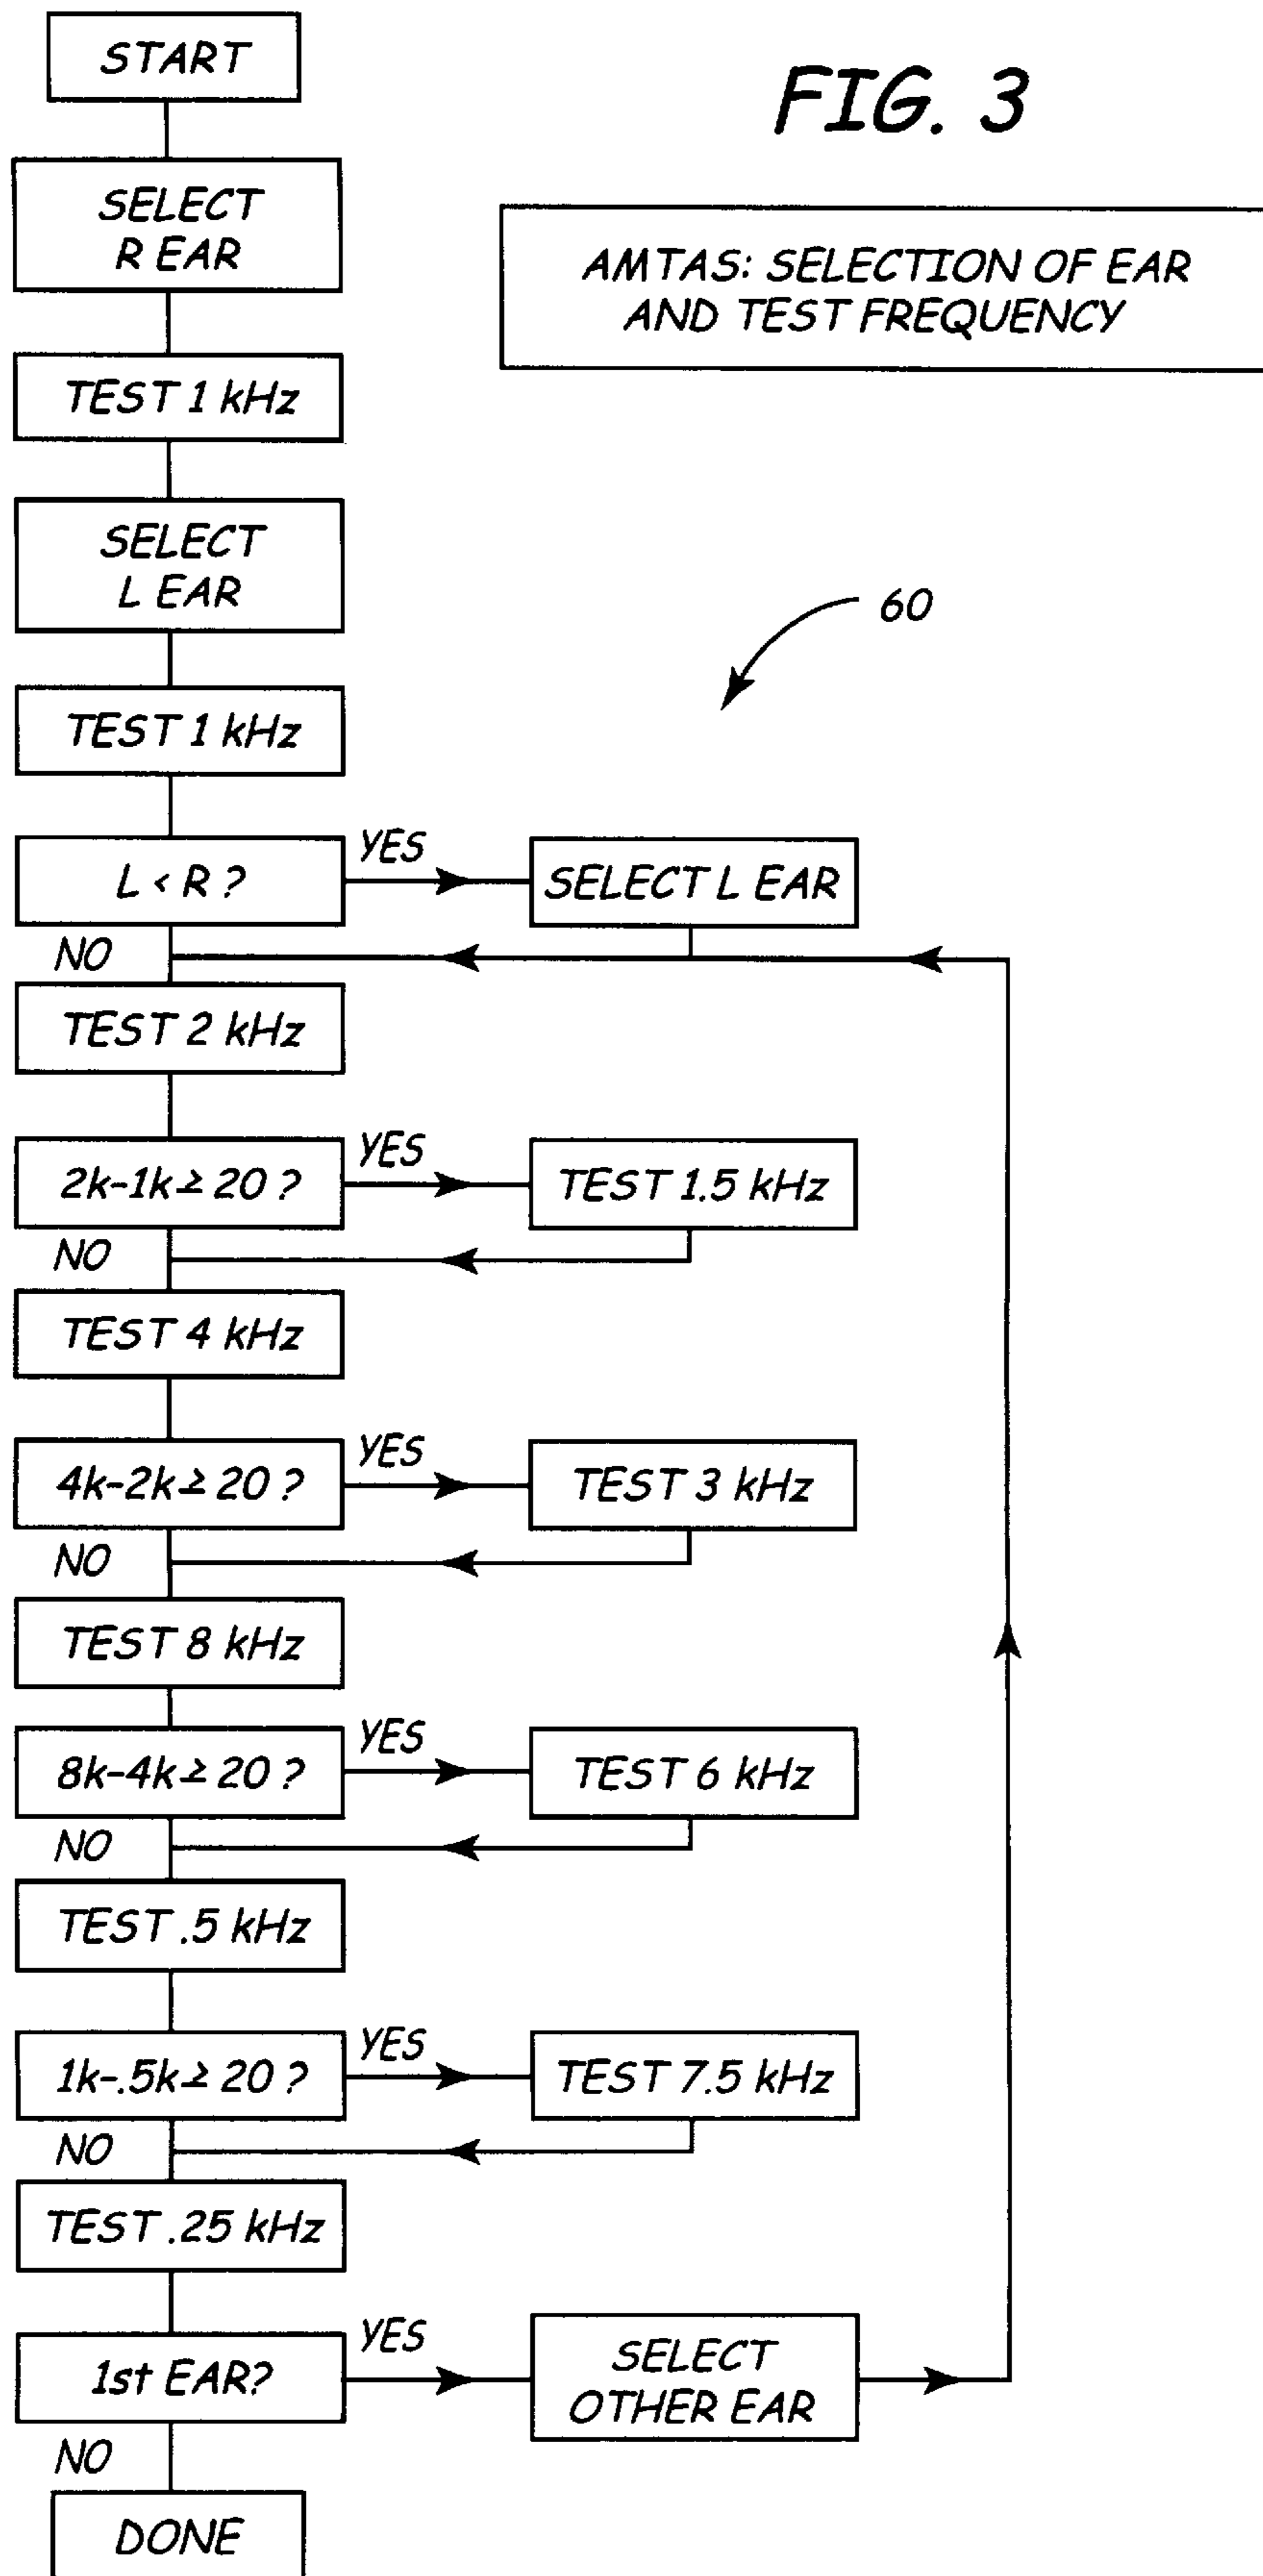 START
FIG. 3
SELECT
R EAR
AMTAS: SELECTION OF EAR
AND TEST FREQUENCY
TEST 1 kHz
SELECT
L EAR
60
TEST 1 kHz
L < R ?
YES
SELECT L EAR
NO
TEST 2 kHz
2k-1k ≥ 20 ?
YES
TEST 1.5 kHz
NO
TEST 4 kHz
4k-2k ≥ 20 ?
YES
TEST 3 kHz
NO
TEST 8 kHz
8k-4k ≥ 20 ?
YES
TEST 6 kHz
NO
TEST .5 kHz
1k-.5k ≥ 20 ?
YES
TEST 7.5 kHz
NO
TEST .25 kHz
1st EAR?
YES
SELECT
OTHER EAR
NO
DONE